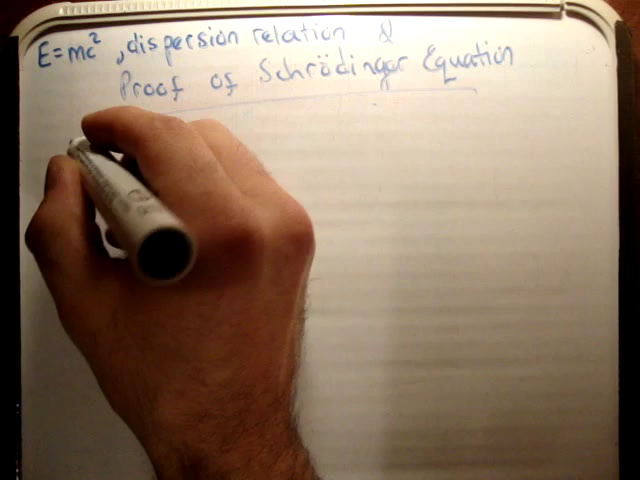 E=mc², dispersion relation &
Proof of Schrödinger Equation